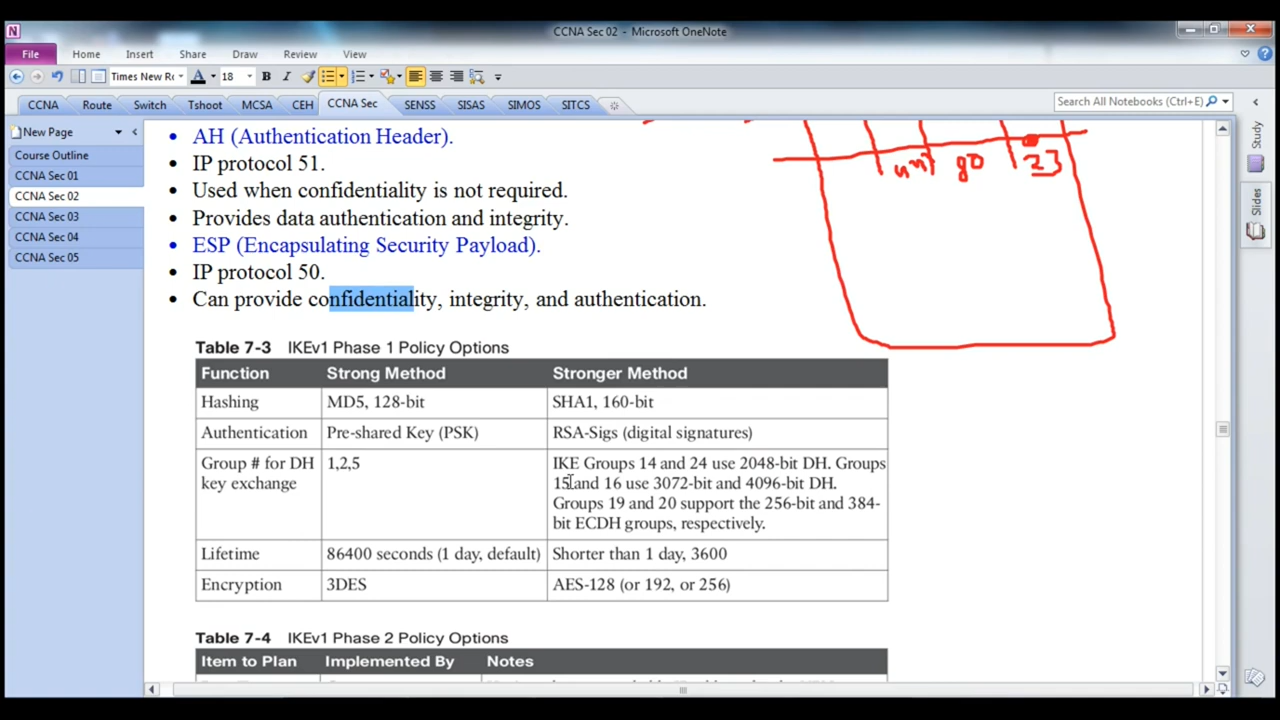 CCNA Sec 02 - Microsoft OneNote
File Home Insert Share Draw Review View
Times New Ro 18 B I
CCNA Route Switch Tshoot MCSA CEH CCNA Sec SENSS SISAS SIMOS SITCS Search All Notebooks (Ctrl+E)
New Page
Course Outline
CCNA Sec 01
CCNA Sec 02
CCNA Sec 03
CCNA Sec 04
CCNA Sec 05
Study
Slides
• AH (Authentication Header).
• IP protocol 51.
• Used when confidentiality is not required.
• Provides data authentication and integrity.
• ESP (Encapsulating Security Payload).
• IP protocol 50.
• Can provide confidentiality, integrity, and authentication.
23
Table 7-3 IKEv1 Phase 1 Policy Options
Function Strong Method Stronger Method
Hashing MD5, 128-bit SHA1, 160-bit
Authentication Pre-shared Key (PSK) RSA-Sigs (digital signatures)
Group # for DH key exchange 1,2,5 IKE Groups 14 and 24 use 2048-bit DH. Groups
15 and 16 use 3072-bit and 4096-bit DH.
Groups 19 and 20 support the 256-bit and 384-
bit ECDH groups, respectively.
Lifetime 86400 seconds (1 day, default) Shorter than 1 day, 3600
Encryption 3DES AES-128 (or 192, or 256)
Table 7-4 IKEv1 Phase 2 Policy Options
Item to Plan Implemented By Notes